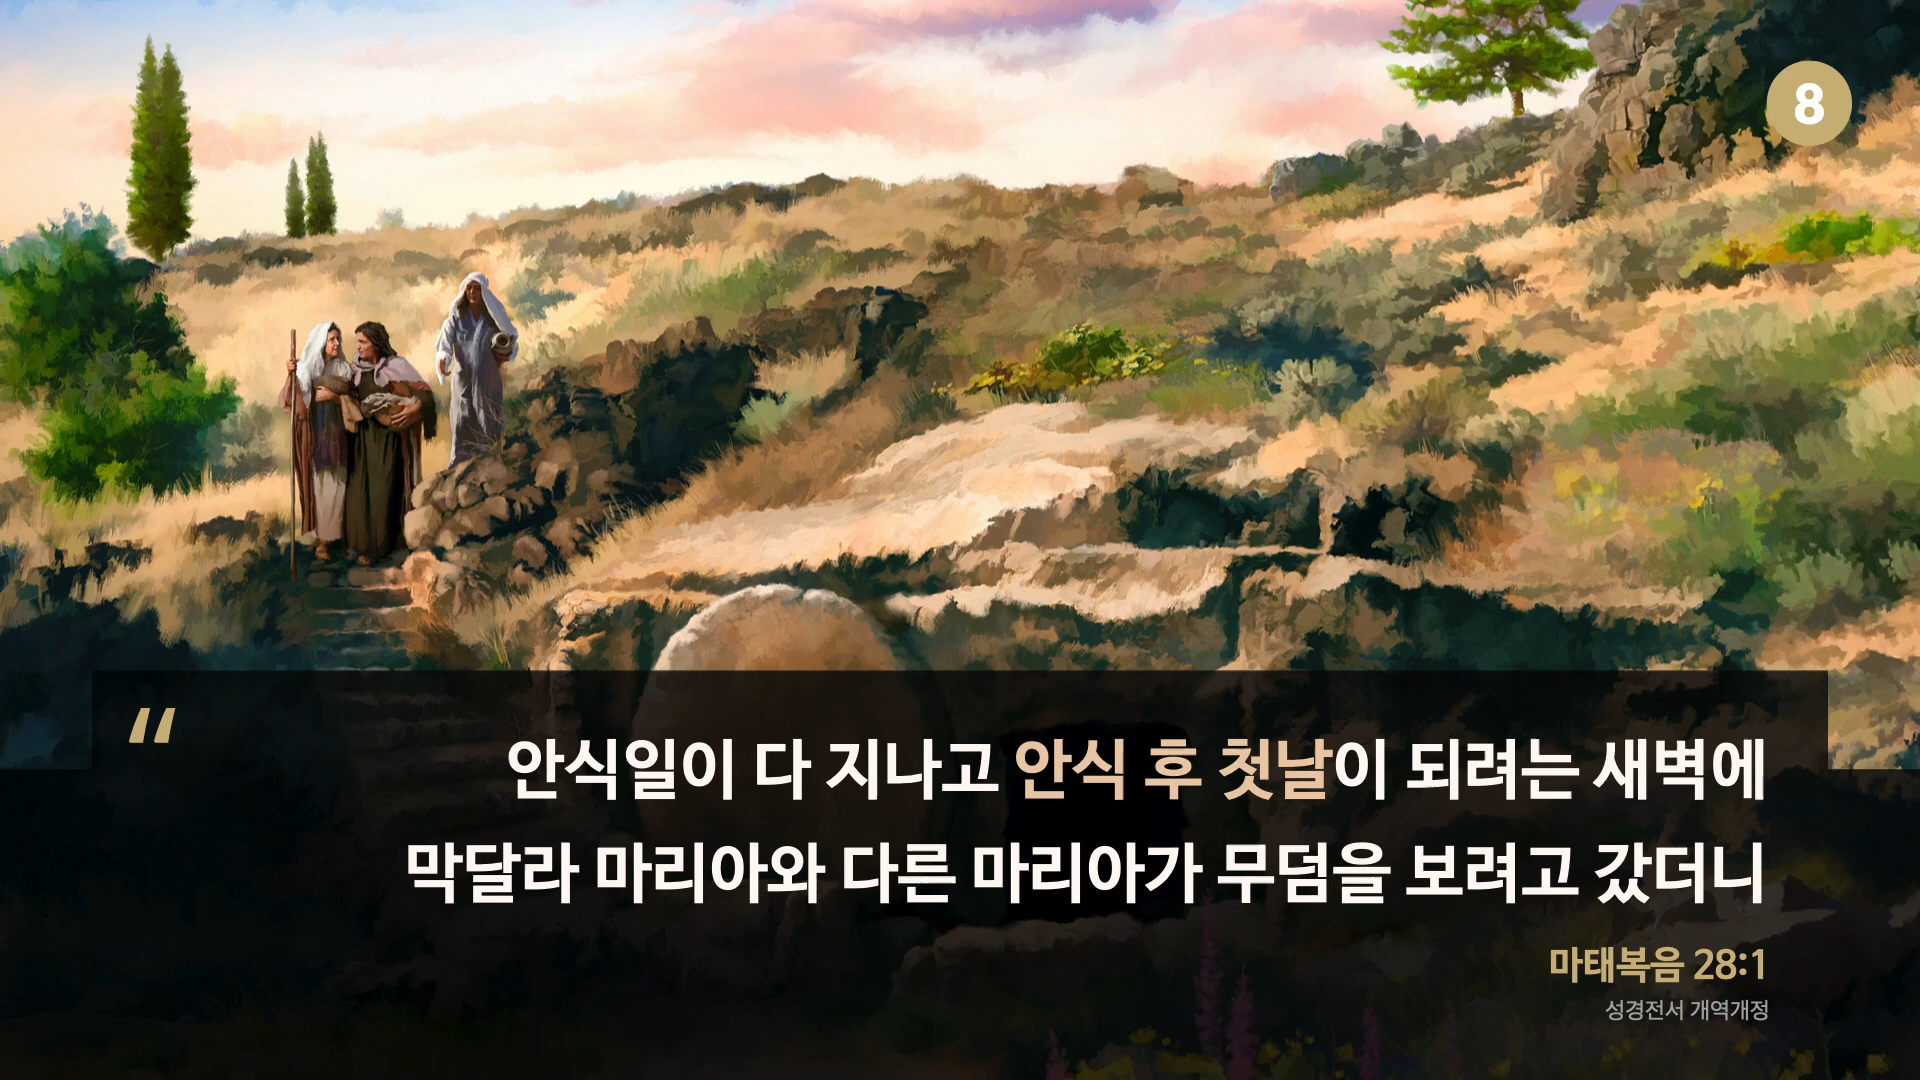 8
“
안식일이 다 지나고 안식 후 첫날이 되려는 새벽에
막달라 마리아와 다른 마리아가 무덤을 보려고 갔더니
마태복음 28:1
성경전서 개역개정